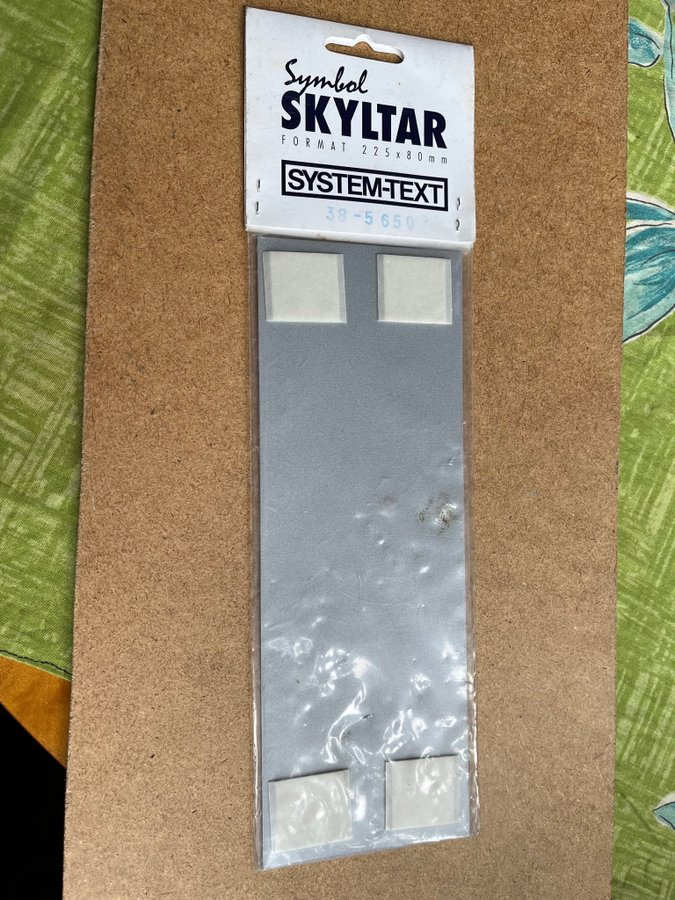 Symbol
SKYLTAR
FORMAT 225x80mm
SYSTEM-TEXT
38-5650